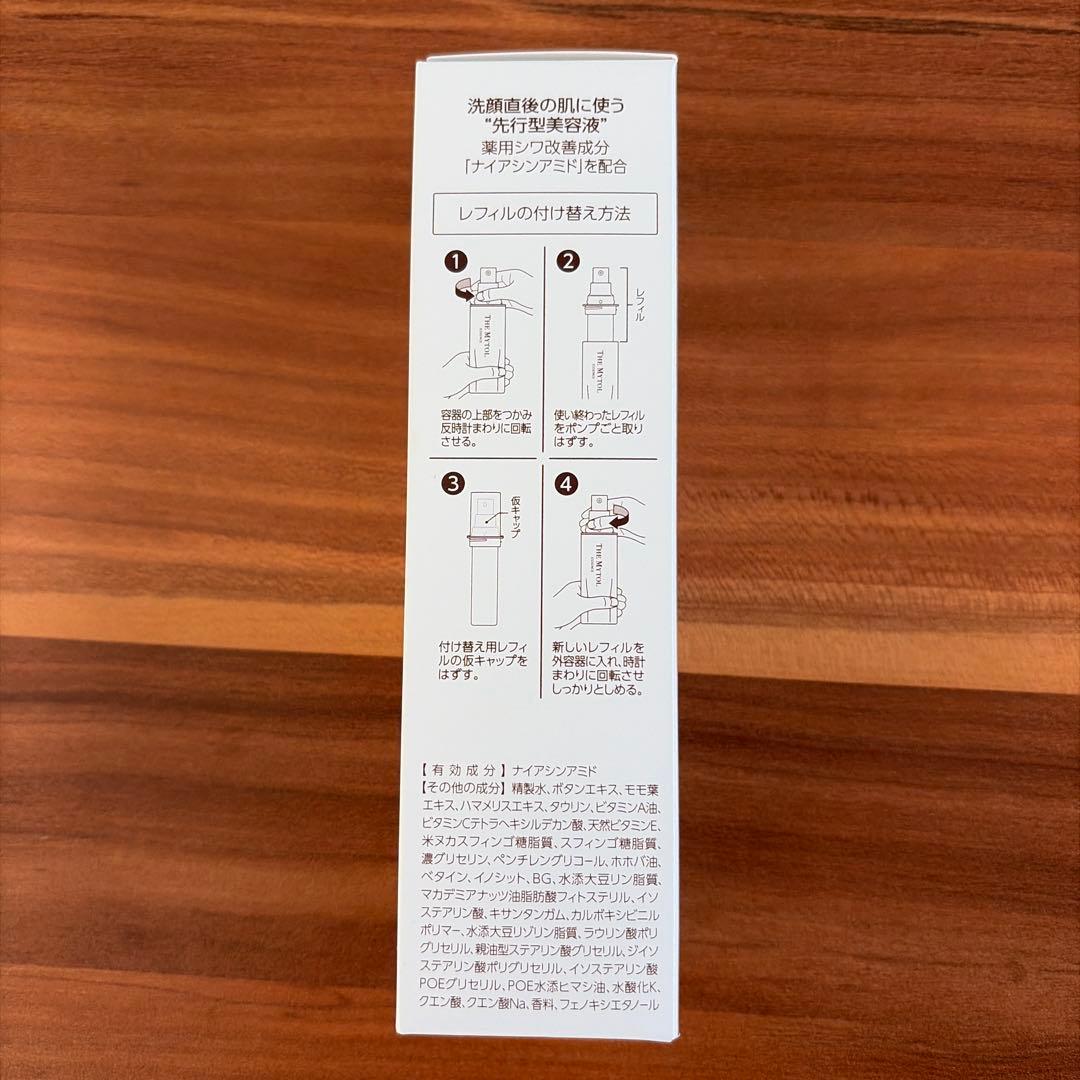 洗顔直後の肌に使う
“先行型美容液”
薬用シワ改善成分
「ナイアシンアミド」を配合
レフィルの付け替え方法
1
THE MYTOL
ESSENCE
容器の上部をつかみ
反時計まわりに回転
させる。
2
レフィル
THE MYTOL
ESSENCE
使い終わったレフィル
をポンプごと取り
はずす。
3
仮キャップ
付け替え用レフィ
ルの仮キャップを
はずす。
4
THE MYTOL
ESSENCE
新しいレフィルを
外容器に入れ、時計
まわりに回転させ
しっかりとしめる。
【有効成分】ナイアシンアミド
【その他の成分】精製水、ボタンエキス、モモ葉
エキス、ハマメリスエキス、タウリン、ビタミンA油、
ビタミンCテトラヘキシルデカン酸、天然ビタミンE、
米ヌカスフィンゴ糖脂質、スフィンゴ糖脂質、
濃グリセリン、ペンチレングリコール、ホホバ油、
ベタイン、イノシット、BG、水添大豆リン脂質、
マカデミアナッツ油脂肪酸フィトステリル、イソ
ステアリン酸、キサンタンガム、カルボキシビニル
ポリマー、水添大豆リゾリン脂質、ラウリン酸ポリ
グリセリル、親油型ステアリン酸グリセリル、ジイソ
ステアリン酸ポリグリセリル、イソステアリン酸
POEグリセリル、POE水添ヒマシ油、水酸化K、
クエン酸、クエン酸Na、香料、フェノキシエタノール